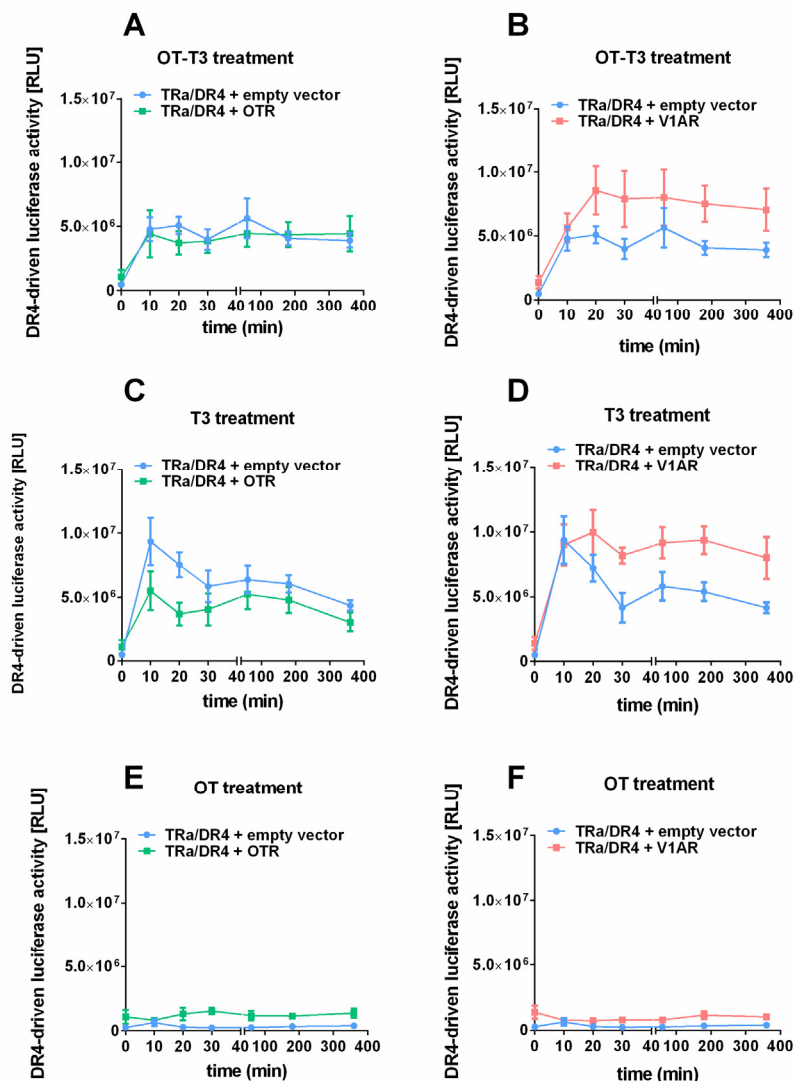 A
OT-T3 treatment
TRa/DR4 + empty vector
TRa/DR4 + OTR
DR4-driven luciferase activity [RLU]
1.5×10⁷
1.0×10⁷
5.0×10⁶
0
0 10 20 30 40 100 200 300 400
time (min)
B
OT-T3 treatment
TRa/DR4 + empty vector
TRa/DR4 + V1AR
DR4-driven luciferase activity [RLU]
1.5×10⁷
1.0×10⁷
5.0×10⁶
0
0 10 20 30 40 100 200 300 400
time (min)
C
T3 treatment
TRa/DR4 + empty vector
TRa/DR4 + OTR
DR4-driven luciferase activity [RLU]
1.5×10⁷
1.0×10⁷
5.0×10⁶
0
0 10 20 30 40 100 200 300 400
time (min)
D
T3 treatment
TRa/DR4 + empty vector
TRa/DR4 + V1AR
DR4-driven luciferase activity [RLU]
1.5×10⁷
1.0×10⁷
5.0×10⁶
0
0 10 20 30 40 100 200 300 400
time (min)
E
OT treatment
TRa/DR4 + empty vector
TRa/DR4 + OTR
DR4-driven luciferase activity [RLU]
1.5×10⁷
1.0×10⁷
5.0×10⁶
0
0 10 20 30 40 100 200 300 400
time (min)
F
OT treatment
TRa/DR4 + empty vector
TRa/DR4 + V1AR
DR4-driven luciferase activity [RLU]
1.5×10⁷
1.0×10⁷
5.0×10⁶
0
0 10 20 30 40 100 200 300 400
time (min)